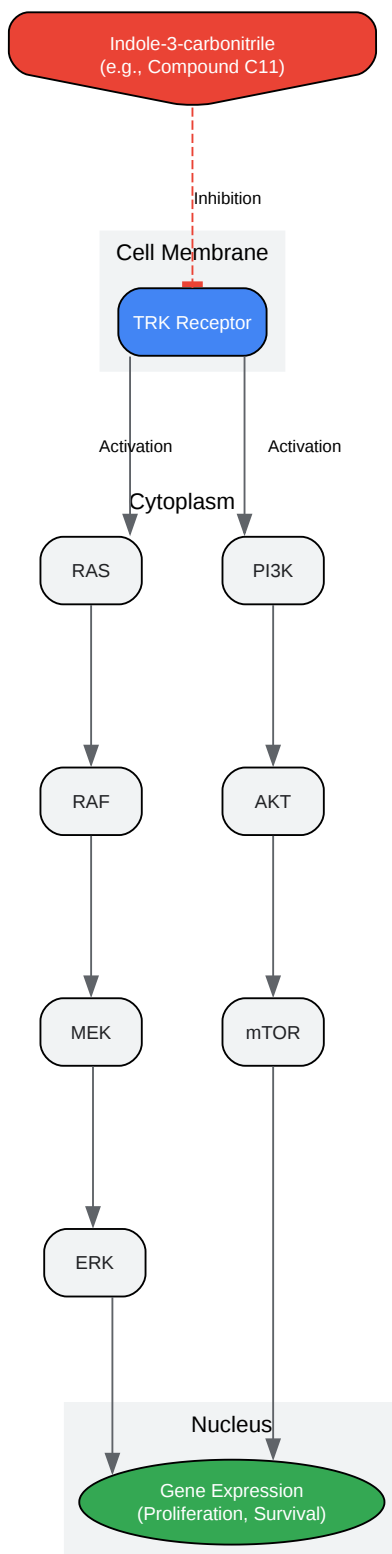 Indole-3-carbonitrile
(e.g., Compound C11)
Inhibition
Cell Membrane
TRK Receptor
Activation
Activation
Cytoplasm
RAS
PI3K
RAF
AKT
MEK
mTOR
ERK
Nucleus
Gene Expression
(Proliferation, Survival)